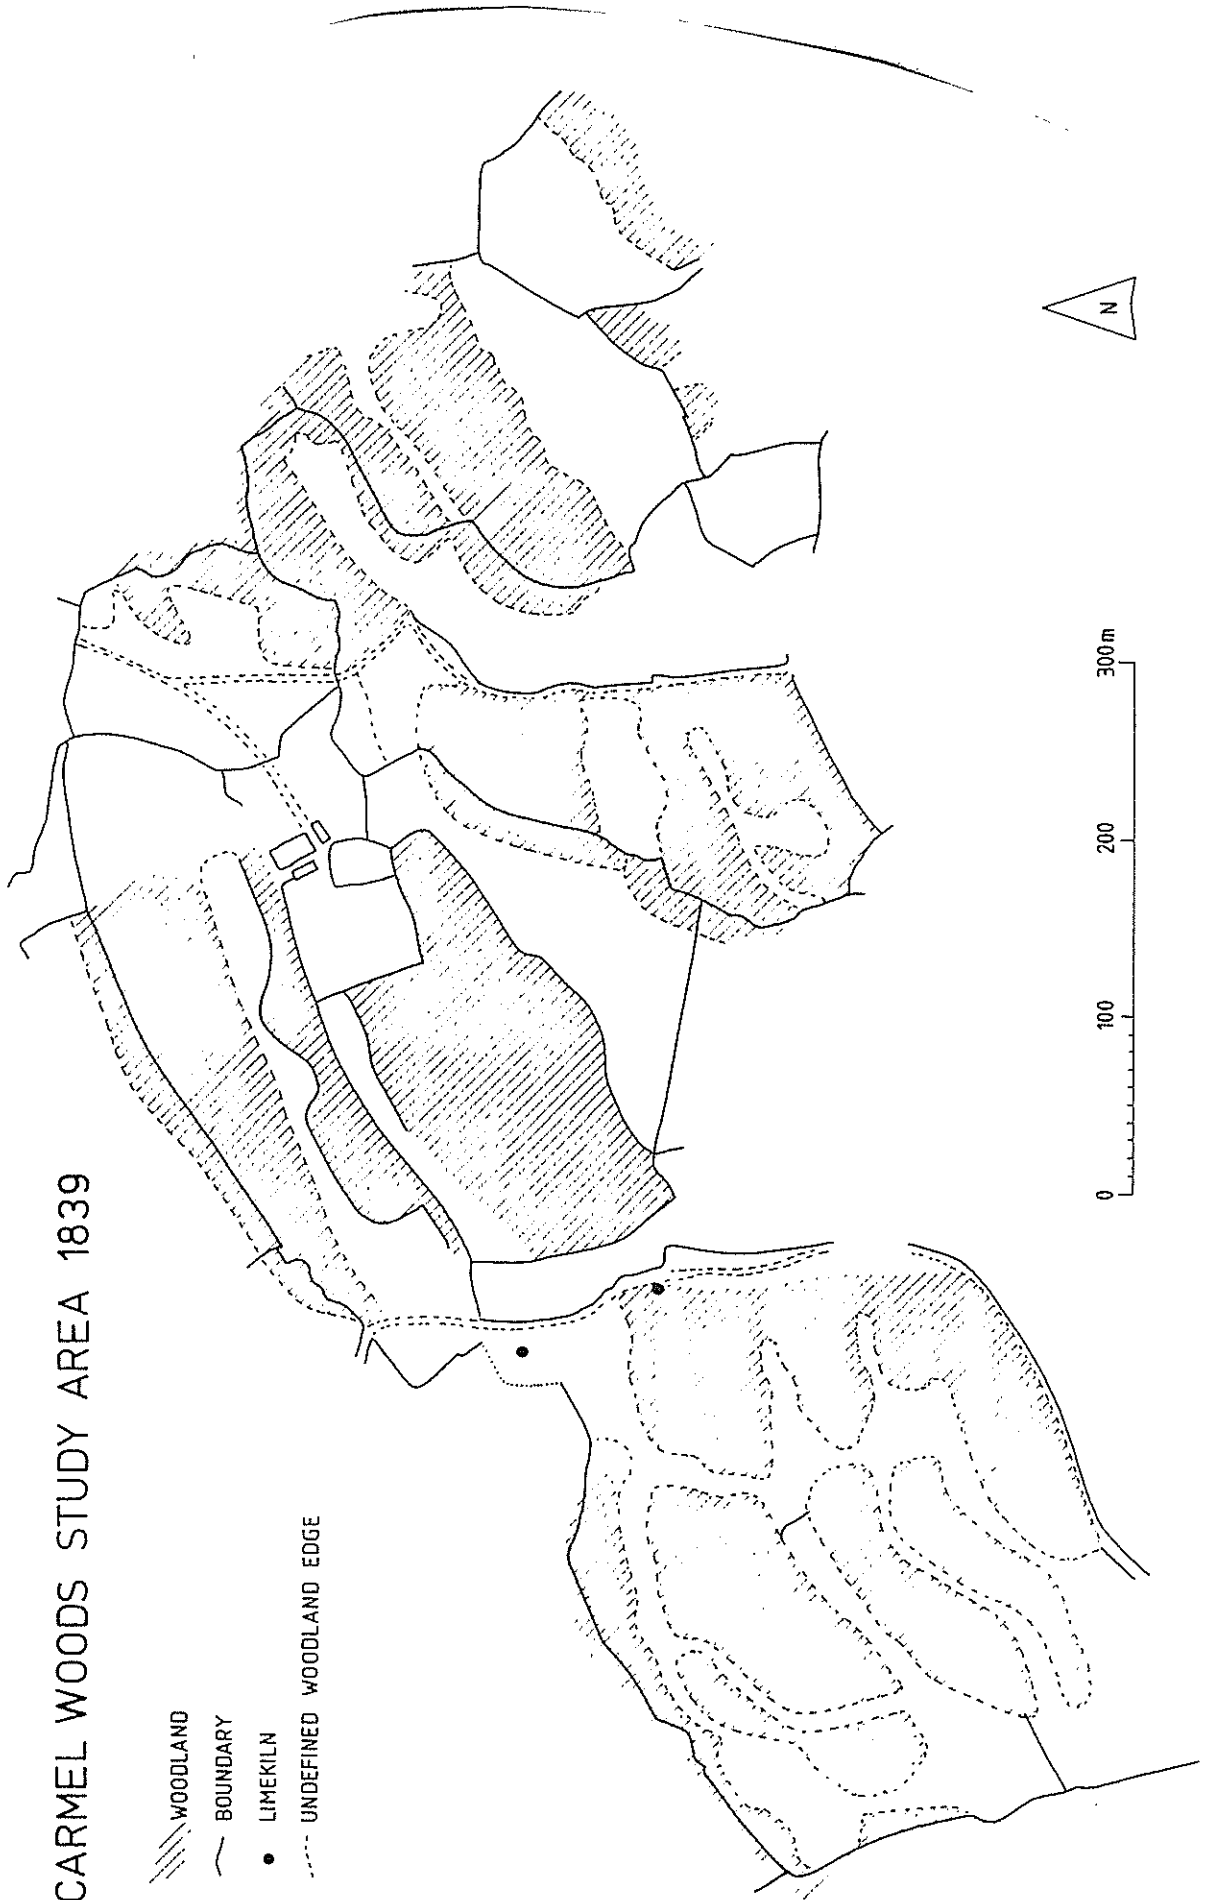 CARMEL WOODS STUDY AREA 1839
WOODLAND
BOUNDARY
LIMEKILN
UNDEFINED WOODLAND EDGE
0 100 200 300m
N